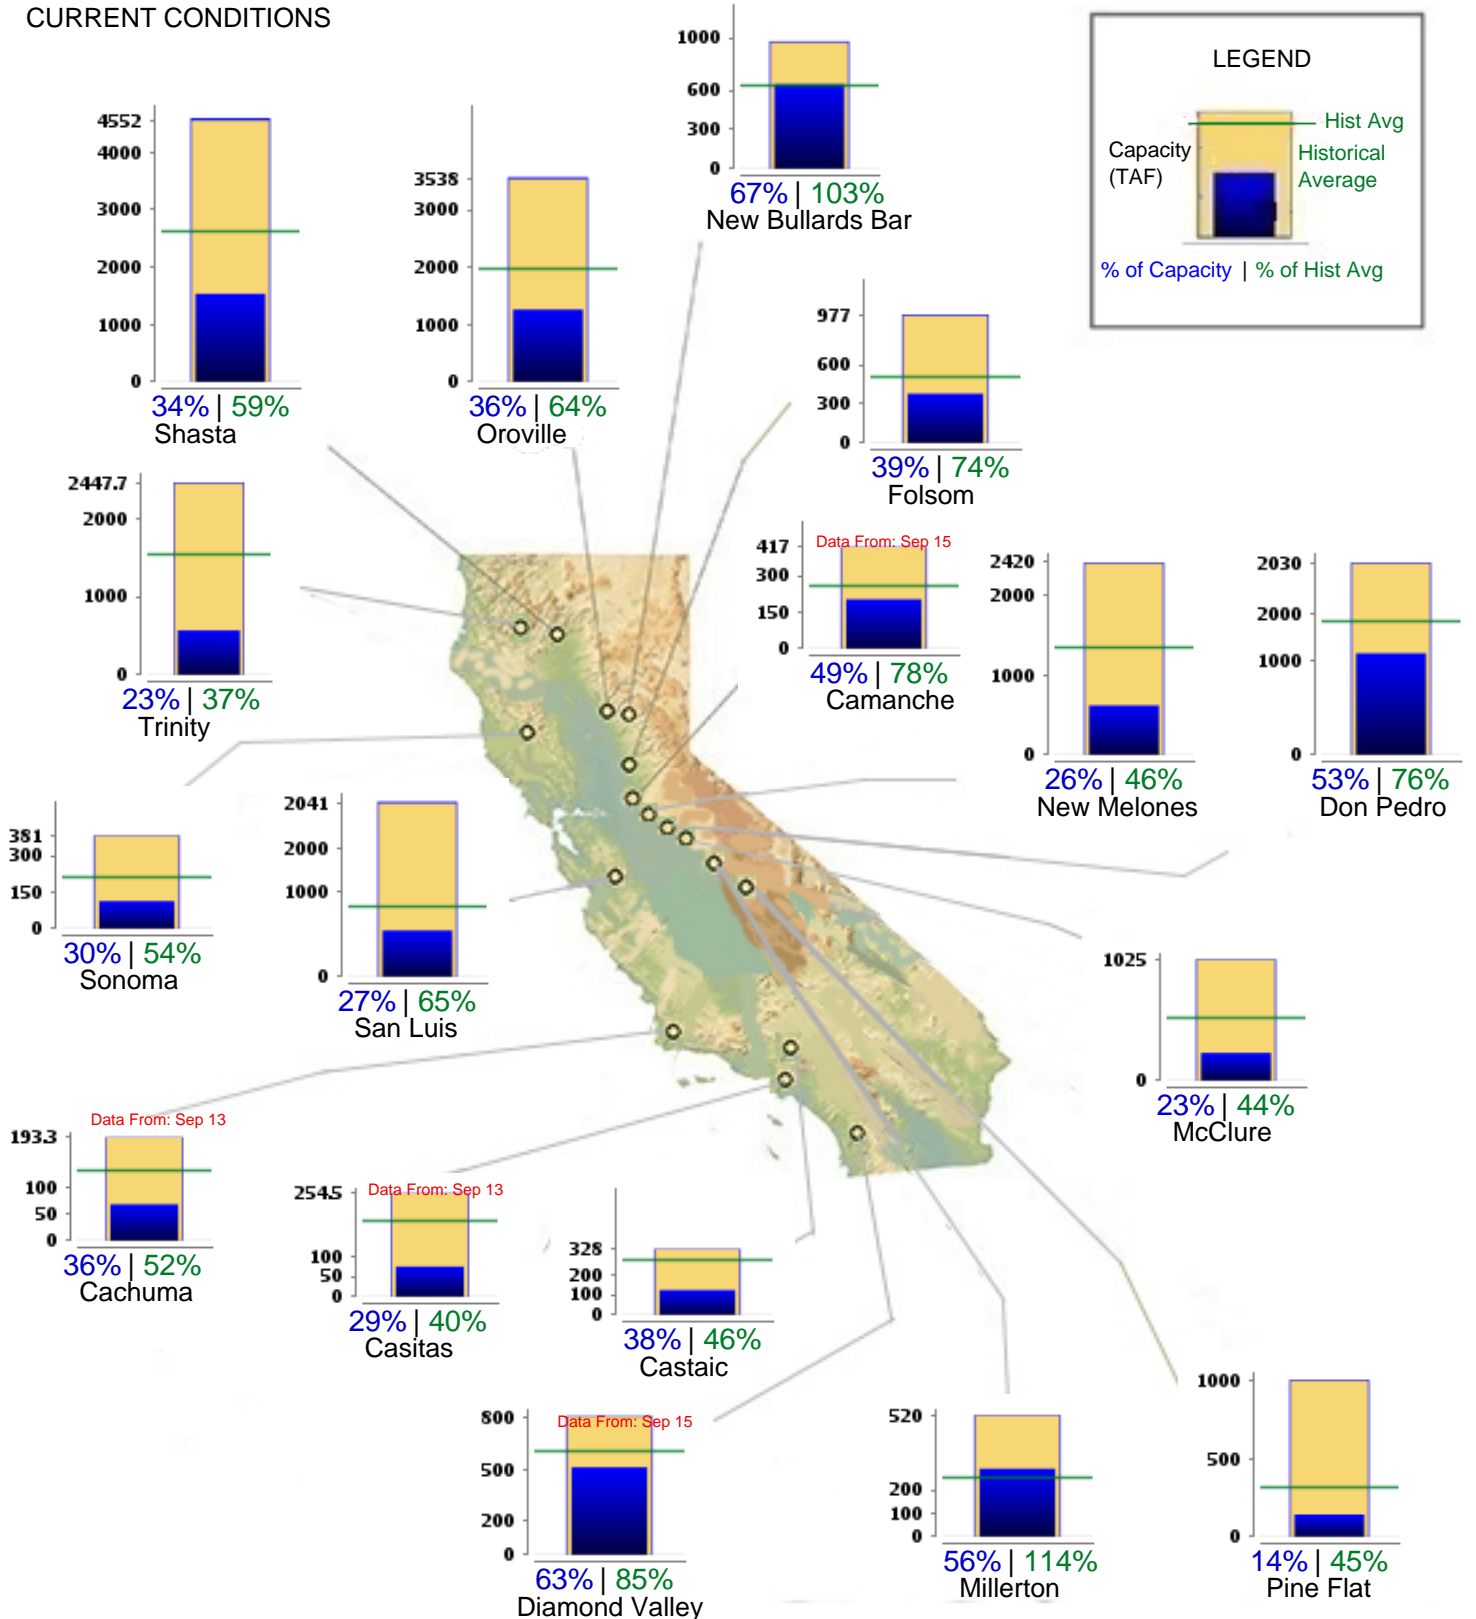 CURRENT CONDITIONS
LEGEND
Hist Avg
Capacity
(TAF)
Historical
Average
% of Capacity | % of Hist Avg
1000
600
300
0
67% | 103%
New Bullards Bar
4552
4000
3000
2000
1000
0
34% | 59%
Shasta
3538
3000
2000
1000
0
36% | 64%
Oroville
977
600
300
0
39% | 74%
Folsom
2447.7
2000
1000
0
23% | 37%
Trinity
Data From: Sep 15
417
300
150
0
49% | 78%
Camanche
2420
2000
1000
0
26% | 46%
New Melones
2030
2000
1000
0
53% | 76%
Don Pedro
381
300
150
0
30% | 54%
Sonoma
2041
2000
1000
0
27% | 65%
San Luis
1025
0
23% | 44%
McClure
Data From: Sep 13
193.3
100
50
0
36% | 52%
Cachuma
Data From: Sep 13
254.5
100
50
0
29% | 40%
Casitas
328
200
100
0
38% | 46%
Castaic
Data From: Sep 15
800
500
200
0
63% | 85%
Diamond Valley
520
200
100
0
56% | 114%
Millerton
1000
500
0
14% | 45%
Pine Flat